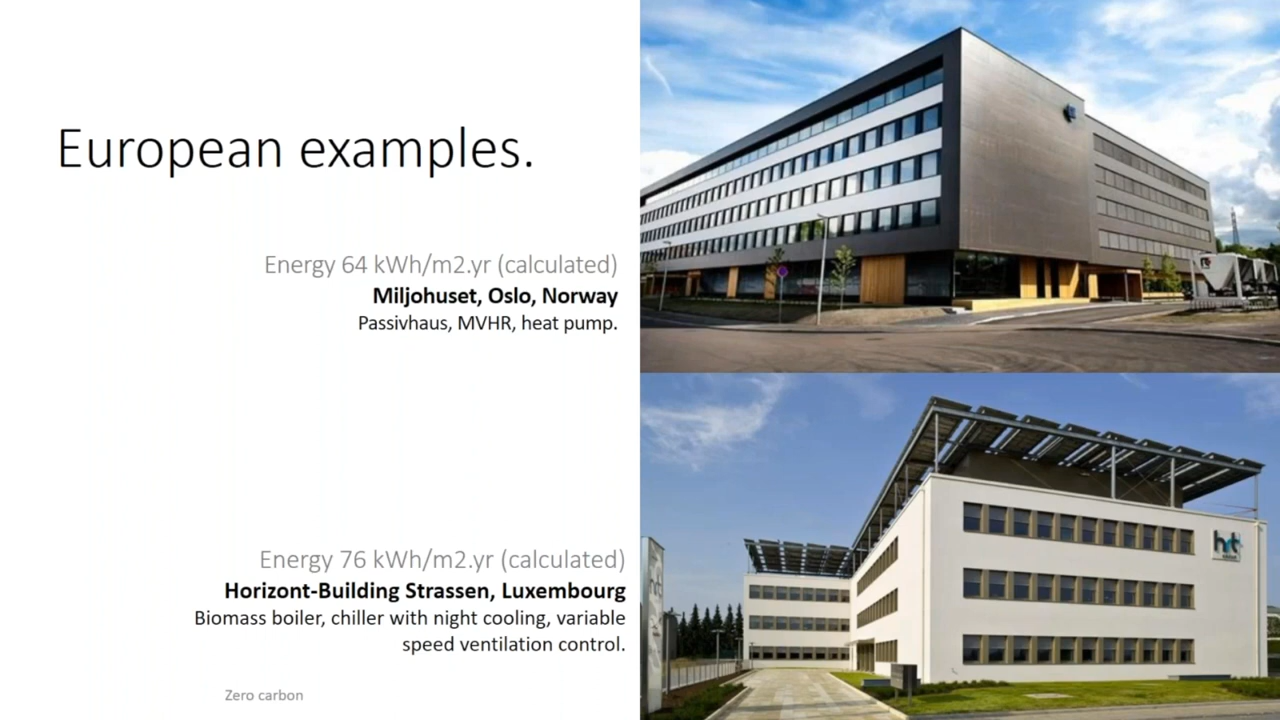 European examples.
Energy 64 kWh/m2.yr (calculated)
Miljohuset, Oslo, Norway
Passivhaus, MVHR, heat pump.
Energy 76 kWh/m2.yr (calculated)
Horizont-Building Strassen, Luxembourg
Biomass boiler, chiller with night cooling, variable
speed ventilation control.
Zero carbon